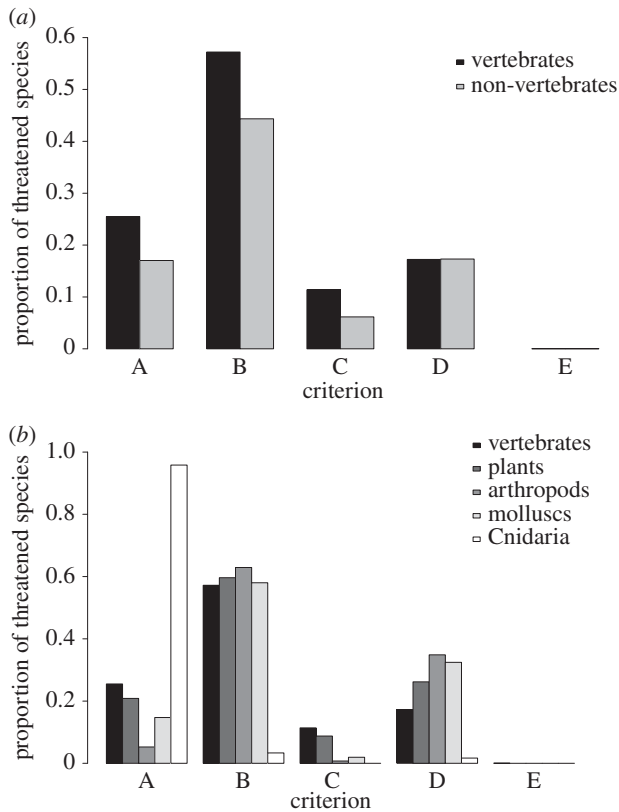 (a)
0.6
0.5
0.4
0.3
0.2
0.1
0
proportion of threatened species
vertebrates
non-vertebrates
A B C D E
criterion
(b)
1.0
0.8
0.6
0.4
0.2
0
proportion of threatened species
vertebrates
plants
arthropods
molluscs
Cnidaria
A B C D E
criterion